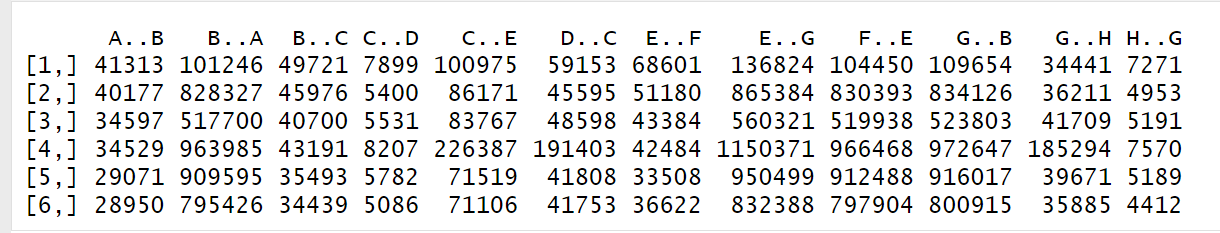 A..B B..A B..C C..D C..E D..C E..F E..G F..E G..B G..H H..G
[1,] 41313 101246 49721 7899 100975 59153 68601 136824 104450 109654 34441 7271
[2,] 40177 828327 45976 5400 86171 45595 51180 865384 830393 834126 36211 4953
[3,] 34597 517700 40700 5531 83767 48598 43384 560321 519938 523803 41709 5191
[4,] 34529 963985 43191 8207 226387 191403 42484 1150371 966468 972647 185294 7570
[5,] 29071 909595 35493 5782 71519 41808 33508 950499 912488 916017 39671 5189
[6,] 28950 795426 34439 5086 71106 41753 36622 832388 797904 800915 35885 4412